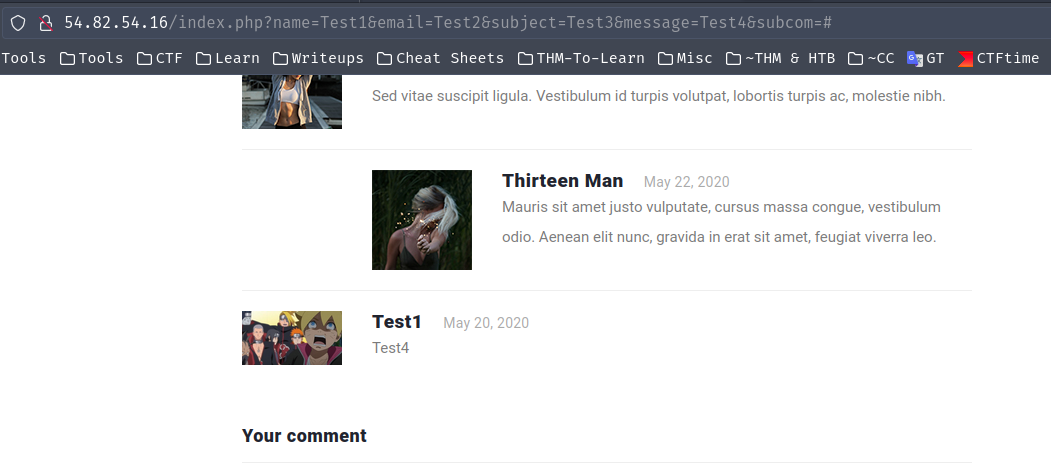 54.82.54.16/index.php?name=Test1&email=Test2&subject=Test3&message=Test4&subcom=#
Tools Tools CTF Learn Writeups Cheat Sheets THM-To-Learn Misc ~THM & HTB ~CC GT CTFtime
Sed vitae suscipit ligula. Vestibulum id turpis volutpat, lobortis turpis ac, molestie nibh.
Thirteen Man May 22, 2020
Mauris sit amet justo vulputate, cursus massa congue, vestibulum
odio. Aenean elit nunc, gravida in erat sit amet, feugiat viverra leo.
Test1 May 20, 2020
Test4
Your comment